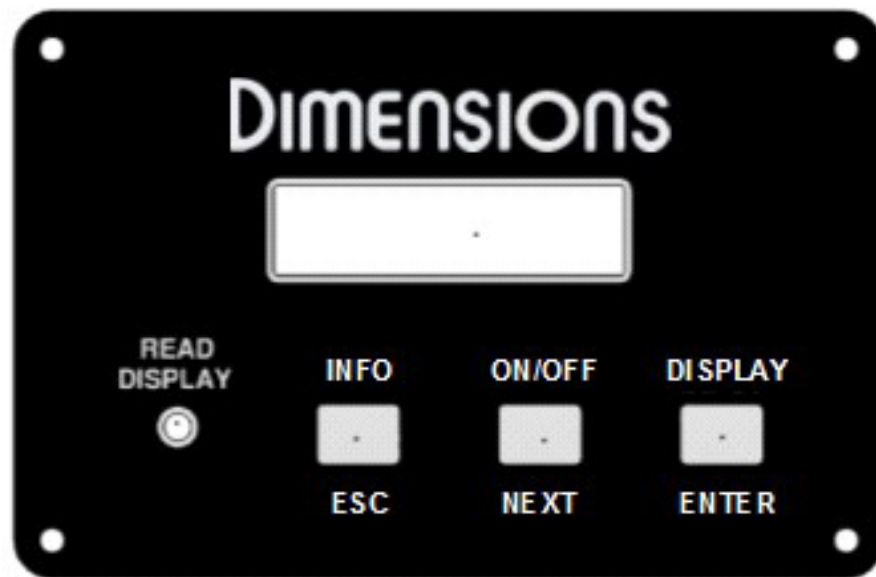 DIMENSIONS
READ
DISPLAY
INFO
ON/OFF
DISPLAY
ESC
NEXT
ENTER